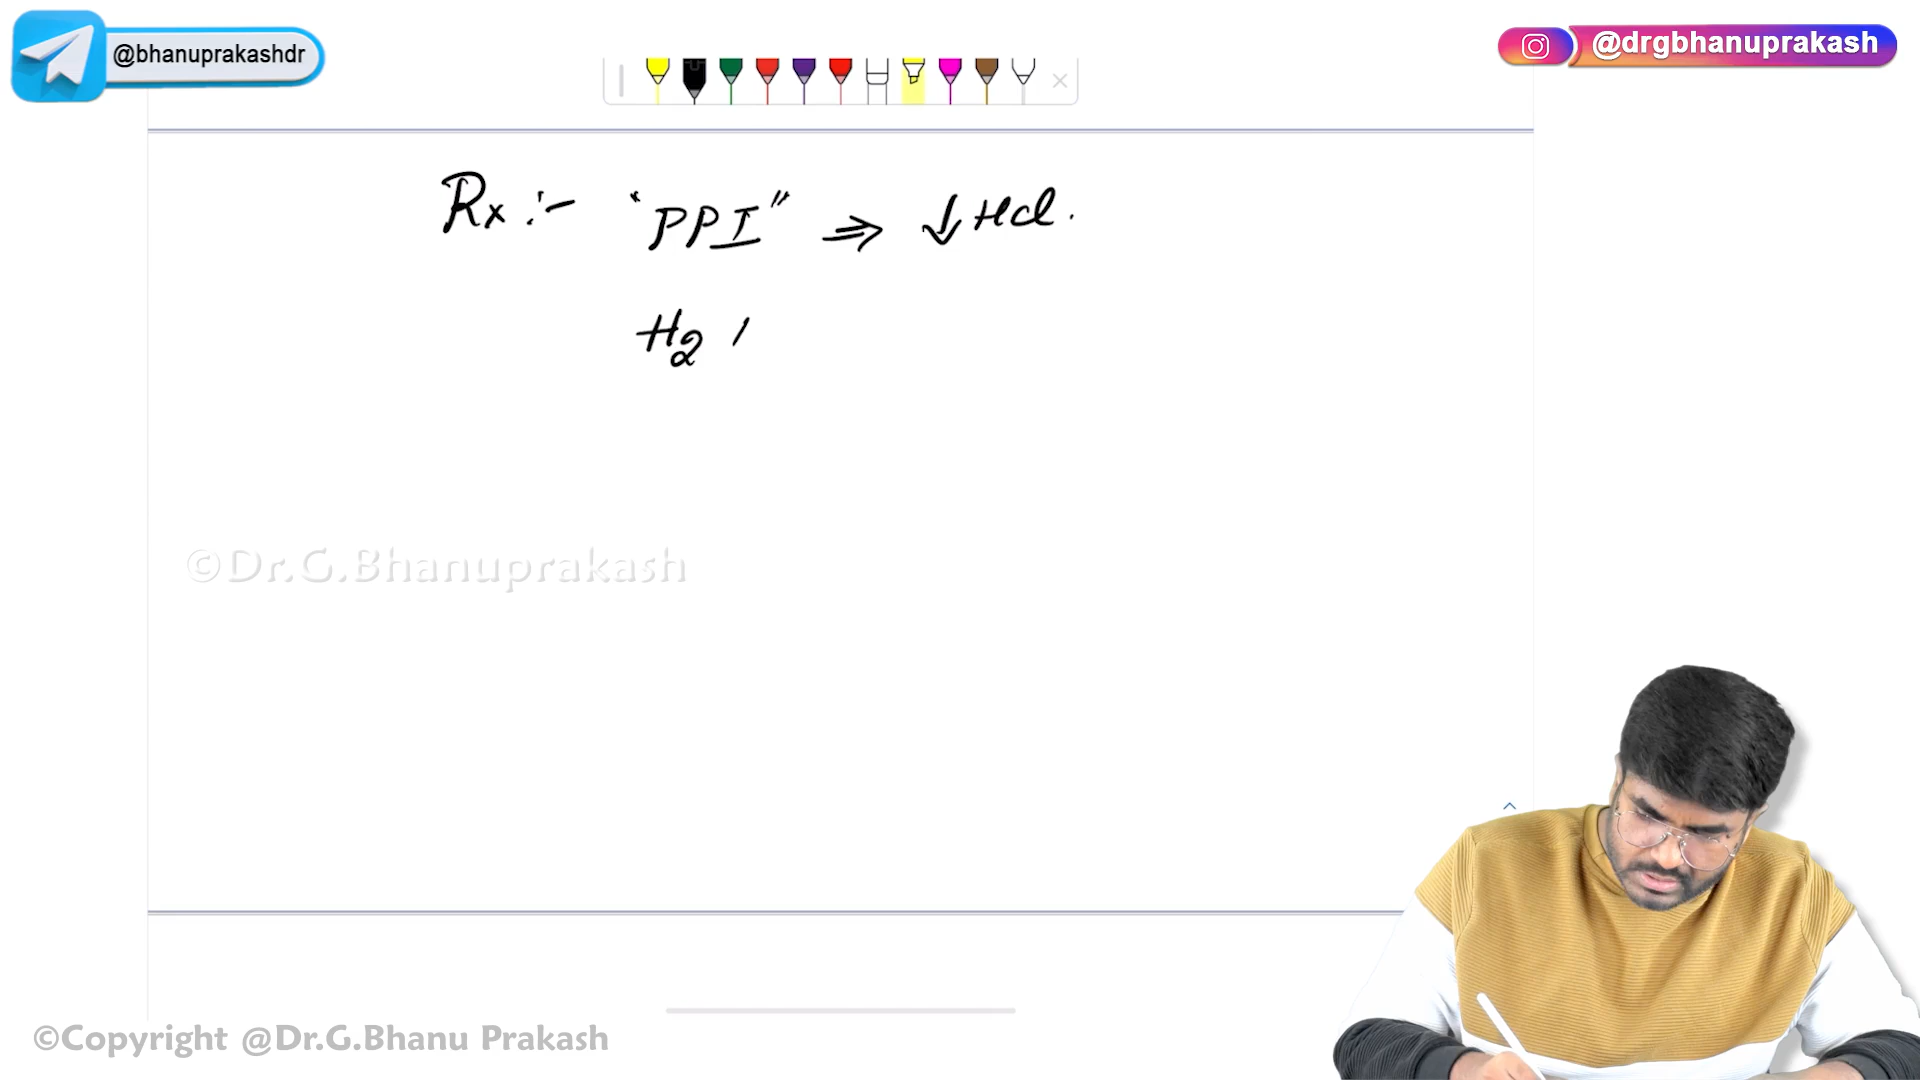 @bhanuprakashdr
@drgbhanuprakash
Rx :- "PPI" ⇒ ↓ HCl.
H2
©Dr.G.Bhanuprakash
©Copyright @Dr.G.Bhanu Prakash